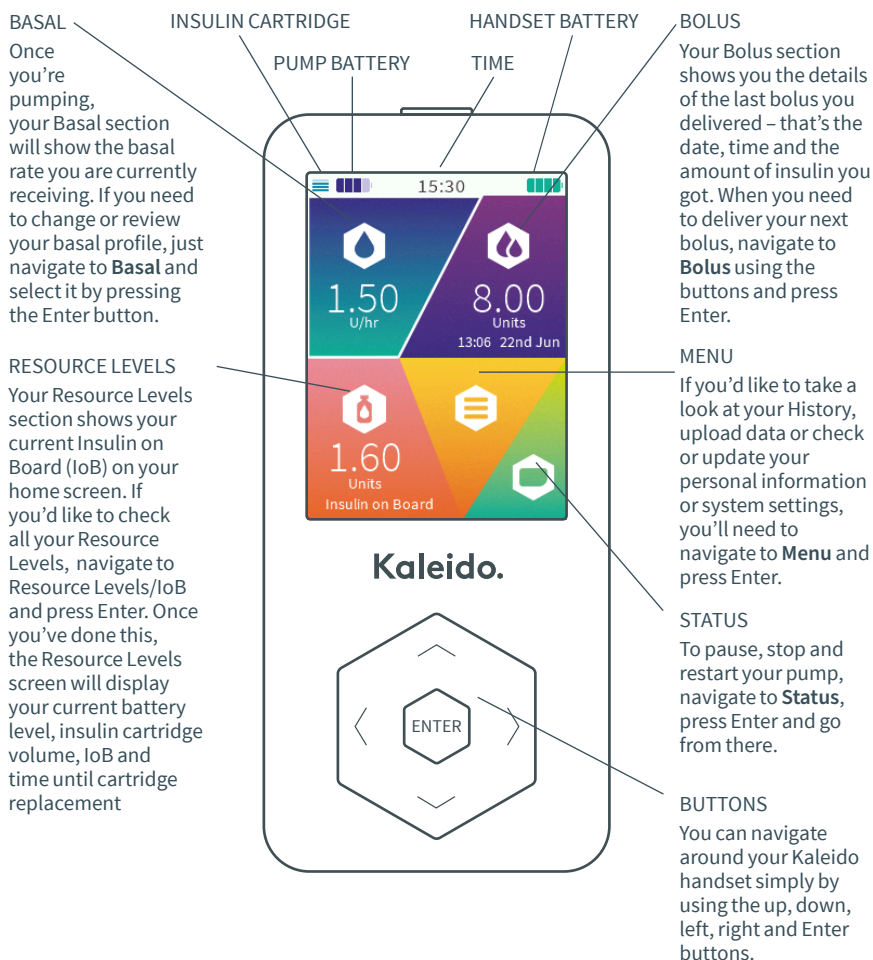 BASAL
Once
you’re
pumping,
your Basal section
will show the basal
rate you are currently
receiving. If you need
to change or review
your basal profile, just
navigate to Basal and
select it by pressing
the Enter button.
RESOURCE LEVELS
Your Resource Levels
section shows your
current Insulin on
Board (IoB) on your
home screen. If
you’d like to check
all your Resource
Levels, navigate to
Resource Levels/IoB
and press Enter. Once
you’ve done this,
the Resource Levels
screen will display
your current battery
level, insulin cartridge
volume, IoB and
time until cartridge
replacement
INSULIN CARTRIDGE
PUMP BATTERY
TIME
HANDSET BATTERY
15:30
1.50
U/hr
8.00
Units
13:06 22nd Jun
1.60
Units
Insulin on Board
Kaleido.
ENTER
BOLUS
Your Bolus section
shows you the details
of the last bolus you
delivered – that’s the
date, time and the
amount of insulin you
got. When you need
to deliver your next
bolus, navigate to
Bolus using the
buttons and press
Enter.
MENU
If you’d like to take a
look at your History,
upload data or check
or update your
personal information
or system settings,
you’ll need to
navigate to Menu and
press Enter.
STATUS
To pause, stop and
restart your pump,
navigate to Status,
press Enter and go
from there.
BUTTONS
You can navigate
around your Kaleido
handset simply by
using the up, down,
left, right and Enter
buttons.